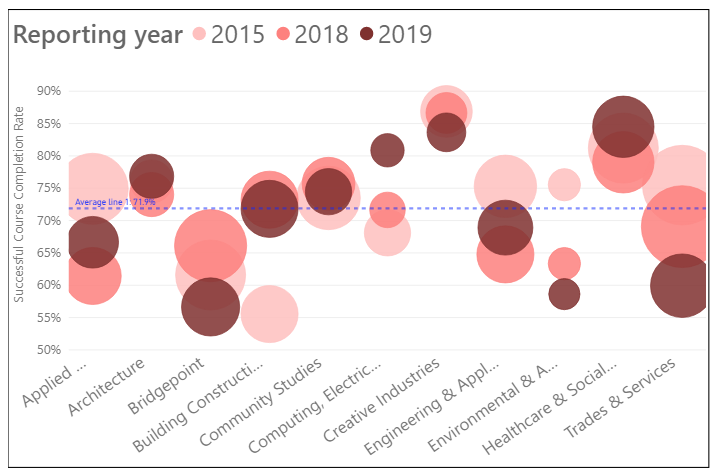 Reporting year 2015 2018 2019
Successful Course Completion Rate
90%
85%
80%
75%
70%
65%
60%
55%
50%
Average line 1: 71.9%
Applied ...
Architecture
Bridgepoint
Building Constructi...
Community Studies
Computing, Electric...
Creative Industries
Engineering & Appl...
Environmental & A...
Healthcare & Social...
Trades & Services